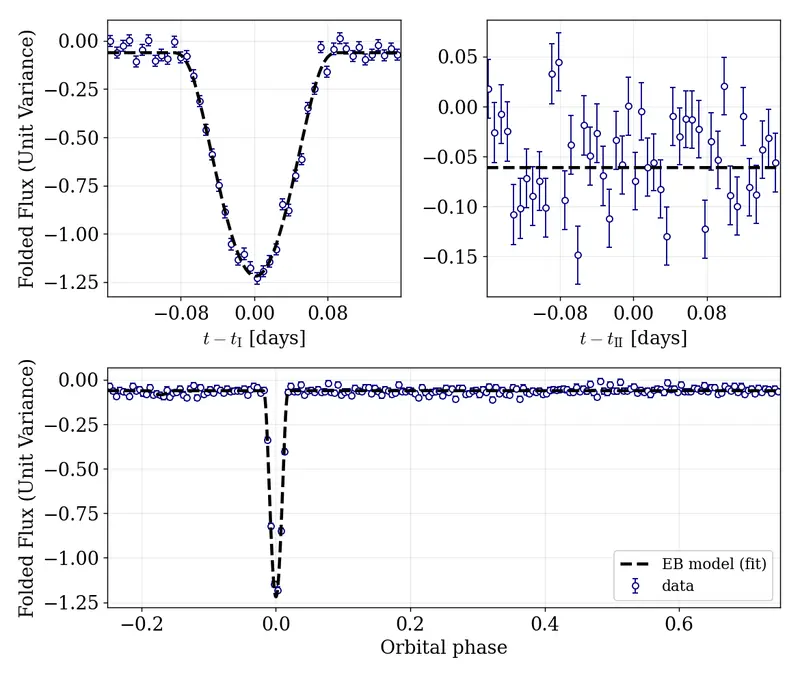 Folded Flux (Unit Variance)
0.00
−0.25
−0.50
−0.75
−1.00
−1.25
−0.08 0.00 0.08
t − t_I [days]
0.05
0.00
−0.05
−0.10
−0.15
−0.08 0.00 0.08
t − t_II [days]
Folded Flux (Unit Variance)
0.00
−0.25
−0.50
−0.75
−1.00
−1.25
−0.2 0.0 0.2 0.4 0.6
Orbital phase
EB model (fit)
data